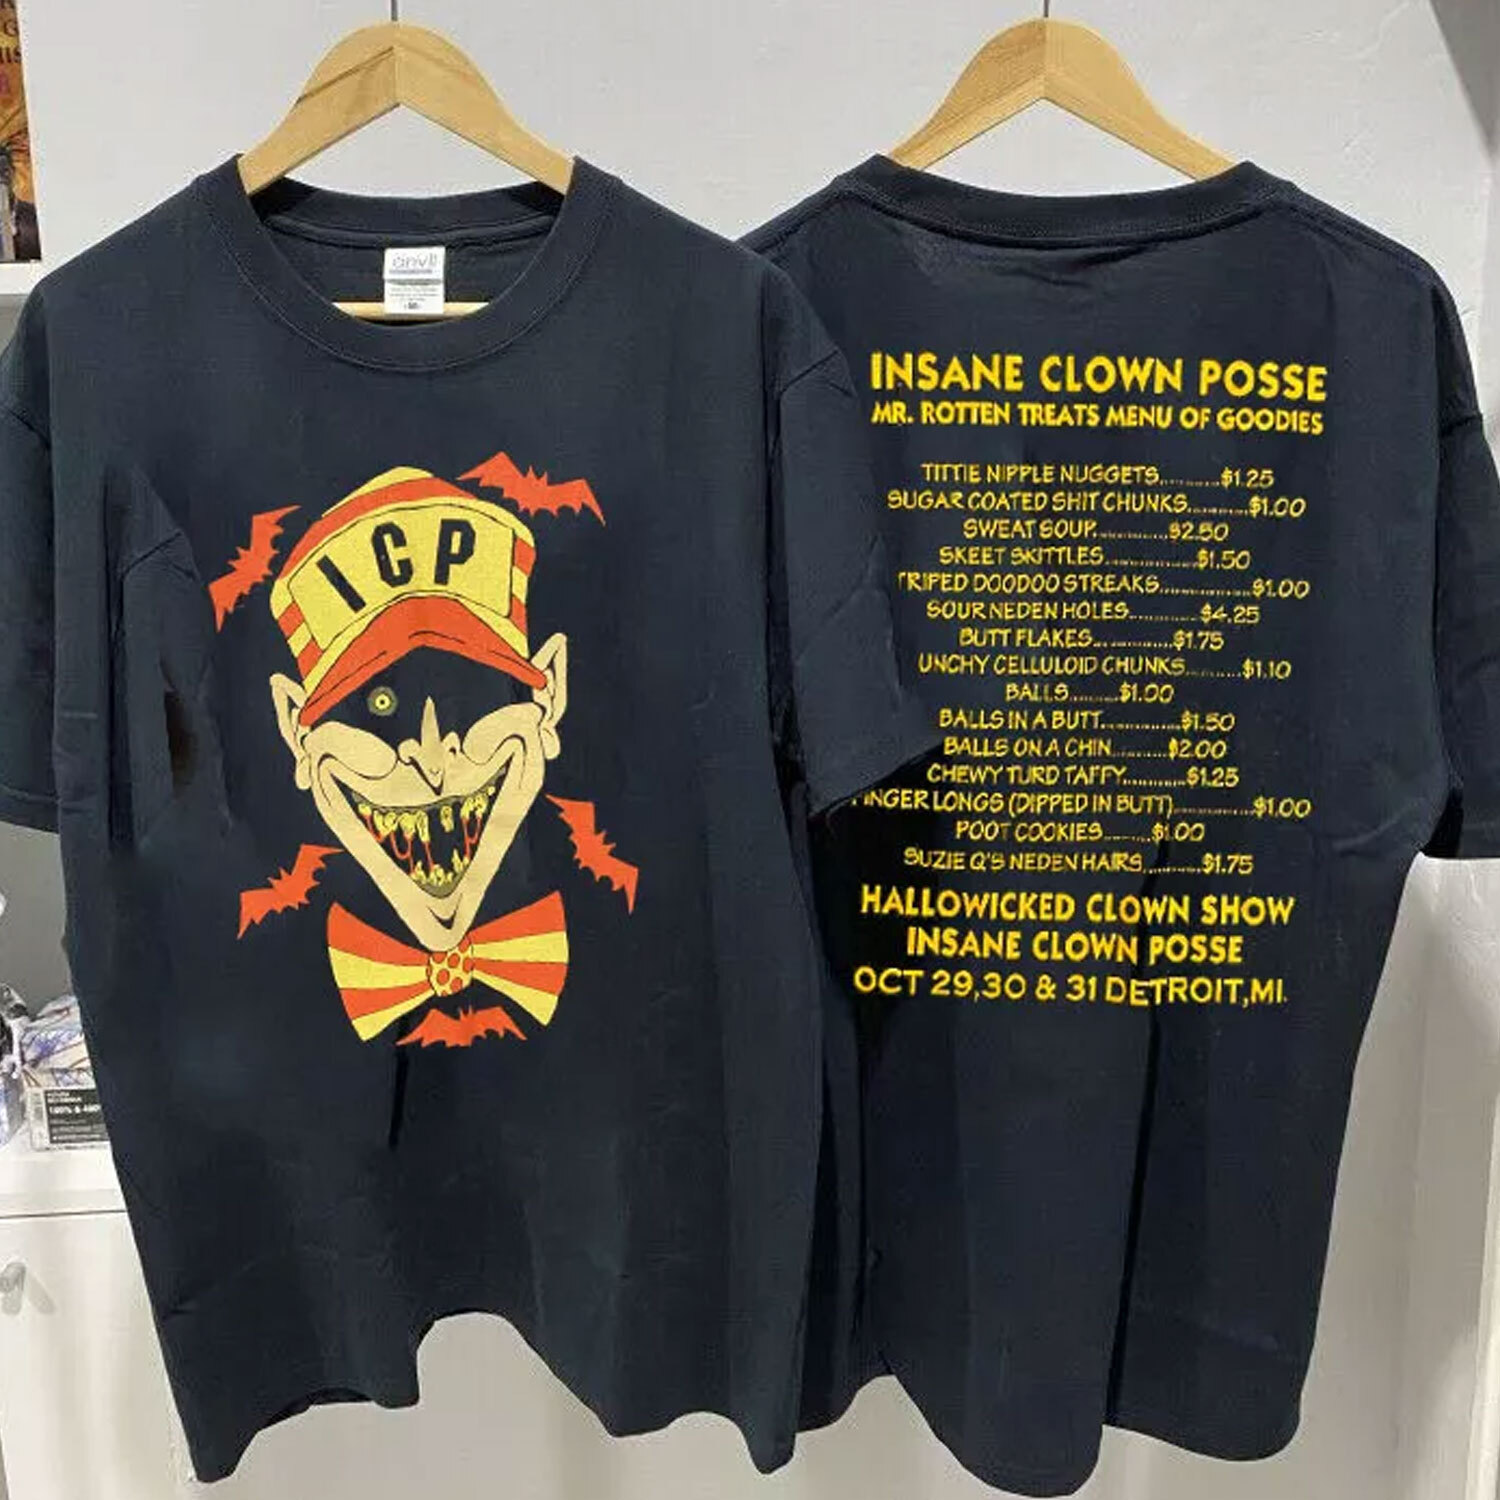 anvil
ICP
INSANE CLOWN POSSE
MR. ROTTEN TREATS MENU OF GOODIES
TITTIE NIPPLE NUGGETS............$1.25
SUGAR COATED SHIT CHUNKS............$1.00
SWEAT SOUP..............$2.50
SKEET SKITTLES..................$1.50
TRIPED DOODOO STREAKS.................$1.00
SOUR NEDEN HOLES..............$4.25
BUTT FLAKES...............$1.75
UNCHY CELLULOID CHUNKS...........$1.10
BALLS.........$1.00
BALLS IN A BUTT...............$1.50
BALLS ON A CHIN..........$2.00
CHEWY TURD TAFFY............$1.25
INGER LONGS (DIPPED IN BUTT)...............$1.00
POOT COOKIES.........$1.00
SUZIE Q'S NEDEN HAIRS...........$1.75
HALLOWICKED CLOWN SHOW
INSANE CLOWN POSSE
OCT 29,30 & 31 DETROIT,MI.